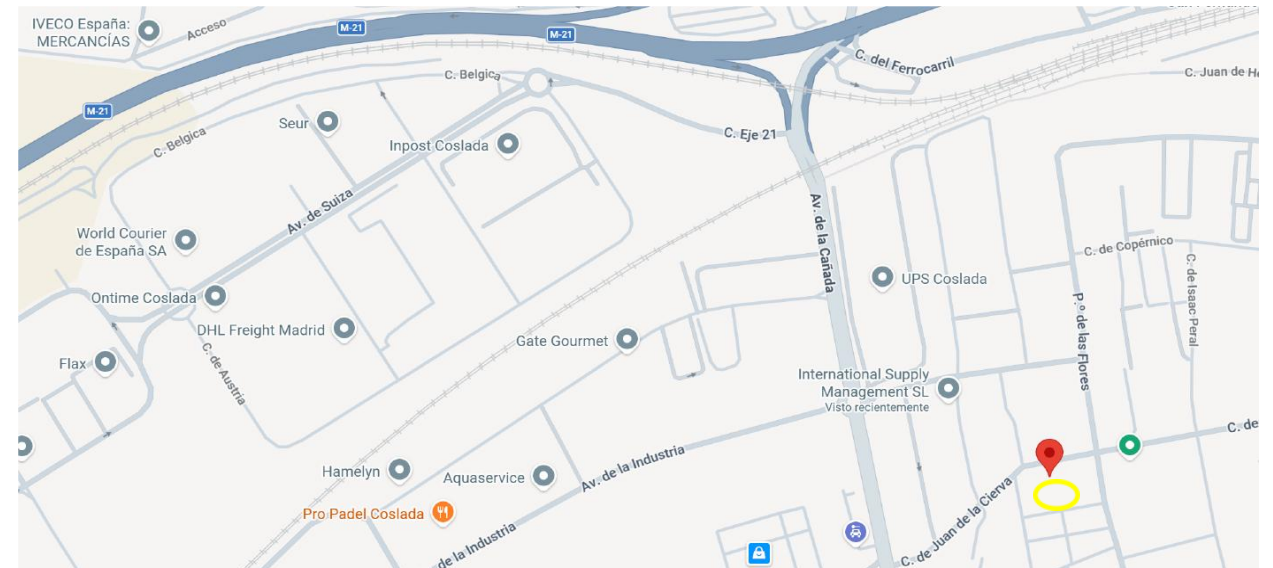 IVECO España:
MERCANCÍAS
Acceso
M-21
M-21
C. del Ferrocarril
C. Belgica
C. Juan de
M-21
Seur
C. Eje 21
C. Belgica
Inpost Coslada
Av. de Suiza
Av. de la Cañada
World Courier
de España SA
C. de Copérnico
UPS Coslada
C. de Isaac Peral
Ontime Coslada
DHL Freight Madrid
P.º de las Flores
Gate Gourmet
Flax
C. de Austria
International Supply
Management SL
Visto recientemente
C. de
Av. de la Industria
Hamelyn
Aquaservice
Pro Padel Coslada
de la Industria
C. de Juan de la Cierva